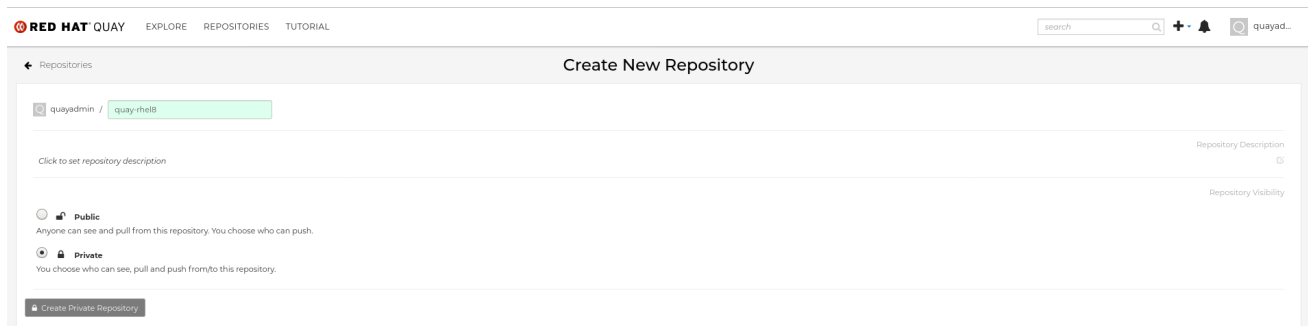 RED HAT® QUAY EXPLORE REPOSITORIES TUTORIAL search quayad...
Repositories Create New Repository
quayadmin / quay-rhel8
Repository Description
Click to set repository description
Repository Visibility
Public
Anyone can see and pull from this repository. You choose who can push.
Private
You choose who can see, pull and push from/to this repository.
Create Private Repository